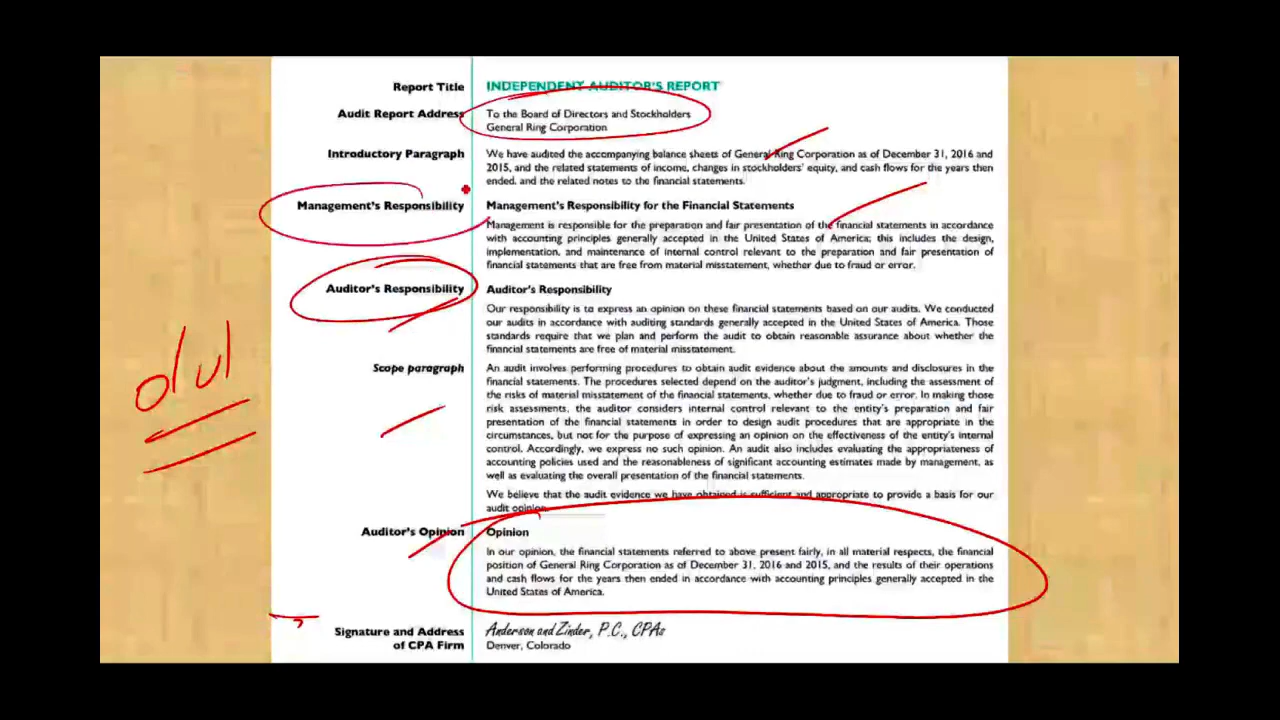 Report Title INDEPENDENT AUDITOR'S REPORT
Audit Report Address To the Board of Directors and Stockholders
General Ring Corporation
Introductory Paragraph We have audited the accompanying balance sheets of General Ring Corporation as of December 31, 2016 and
2015, and the related statements of income, changes in stockholders' equity, and cash flows for the years then
ended, and the related notes to the financial statements.
Management's Responsibility Management's Responsibility for the Financial Statements
Management is responsible for the preparation and fair presentation of the financial statements in accordance
with accounting principles generally accepted in the United States of America; this includes the design,
implementation, and maintenance of internal control relevant to the preparation and fair presentation of
financial statements that are free from material misstatement, whether due to fraud or error.
Auditor's Responsibility Auditor's Responsibility
Our responsibility is to express an opinion on these financial statements based on our audits. We conducted
our audits in accordance with auditing standards generally accepted in the United States of America. Those
standards require that we plan and perform the audit to obtain reasonable assurance about whether the
financial statements are free of material misstatement.
Scope paragraph An audit involves performing procedures to obtain audit evidence about the amounts and disclosures in the
financial statements. The procedures selected depend on the auditor's judgment, including the assessment of
the risks of material misstatement of the financial statements, whether due to fraud or error. In making those
risk assessments, the auditor considers internal control relevant to the entity's preparation and fair
presentation of the financial statements in order to design audit procedures that are appropriate in the
circumstances, but not for the purpose of expressing an opinion on the effectiveness of the entity's internal
control. Accordingly, we express no such opinion. An audit also includes evaluating the appropriateness of
accounting policies used and the reasonableness of significant accounting estimates made by management, as
well as evaluating the overall presentation of the financial statements.
We believe that the audit evidence we have obtained is sufficient and appropriate to provide a basis for our
audit opinion.
Auditor's Opinion Opinion
In our opinion, the financial statements referred to above present fairly, in all material respects, the financial
position of General Ring Corporation as of December 31, 2016 and 2015, and the results of their operations
and cash flows for the years then ended in accordance with accounting principles generally accepted in the
United States of America.
Signature and Address Anderson and Zinder, P.C., CPAs
of CPA Firm Denver, Colorado